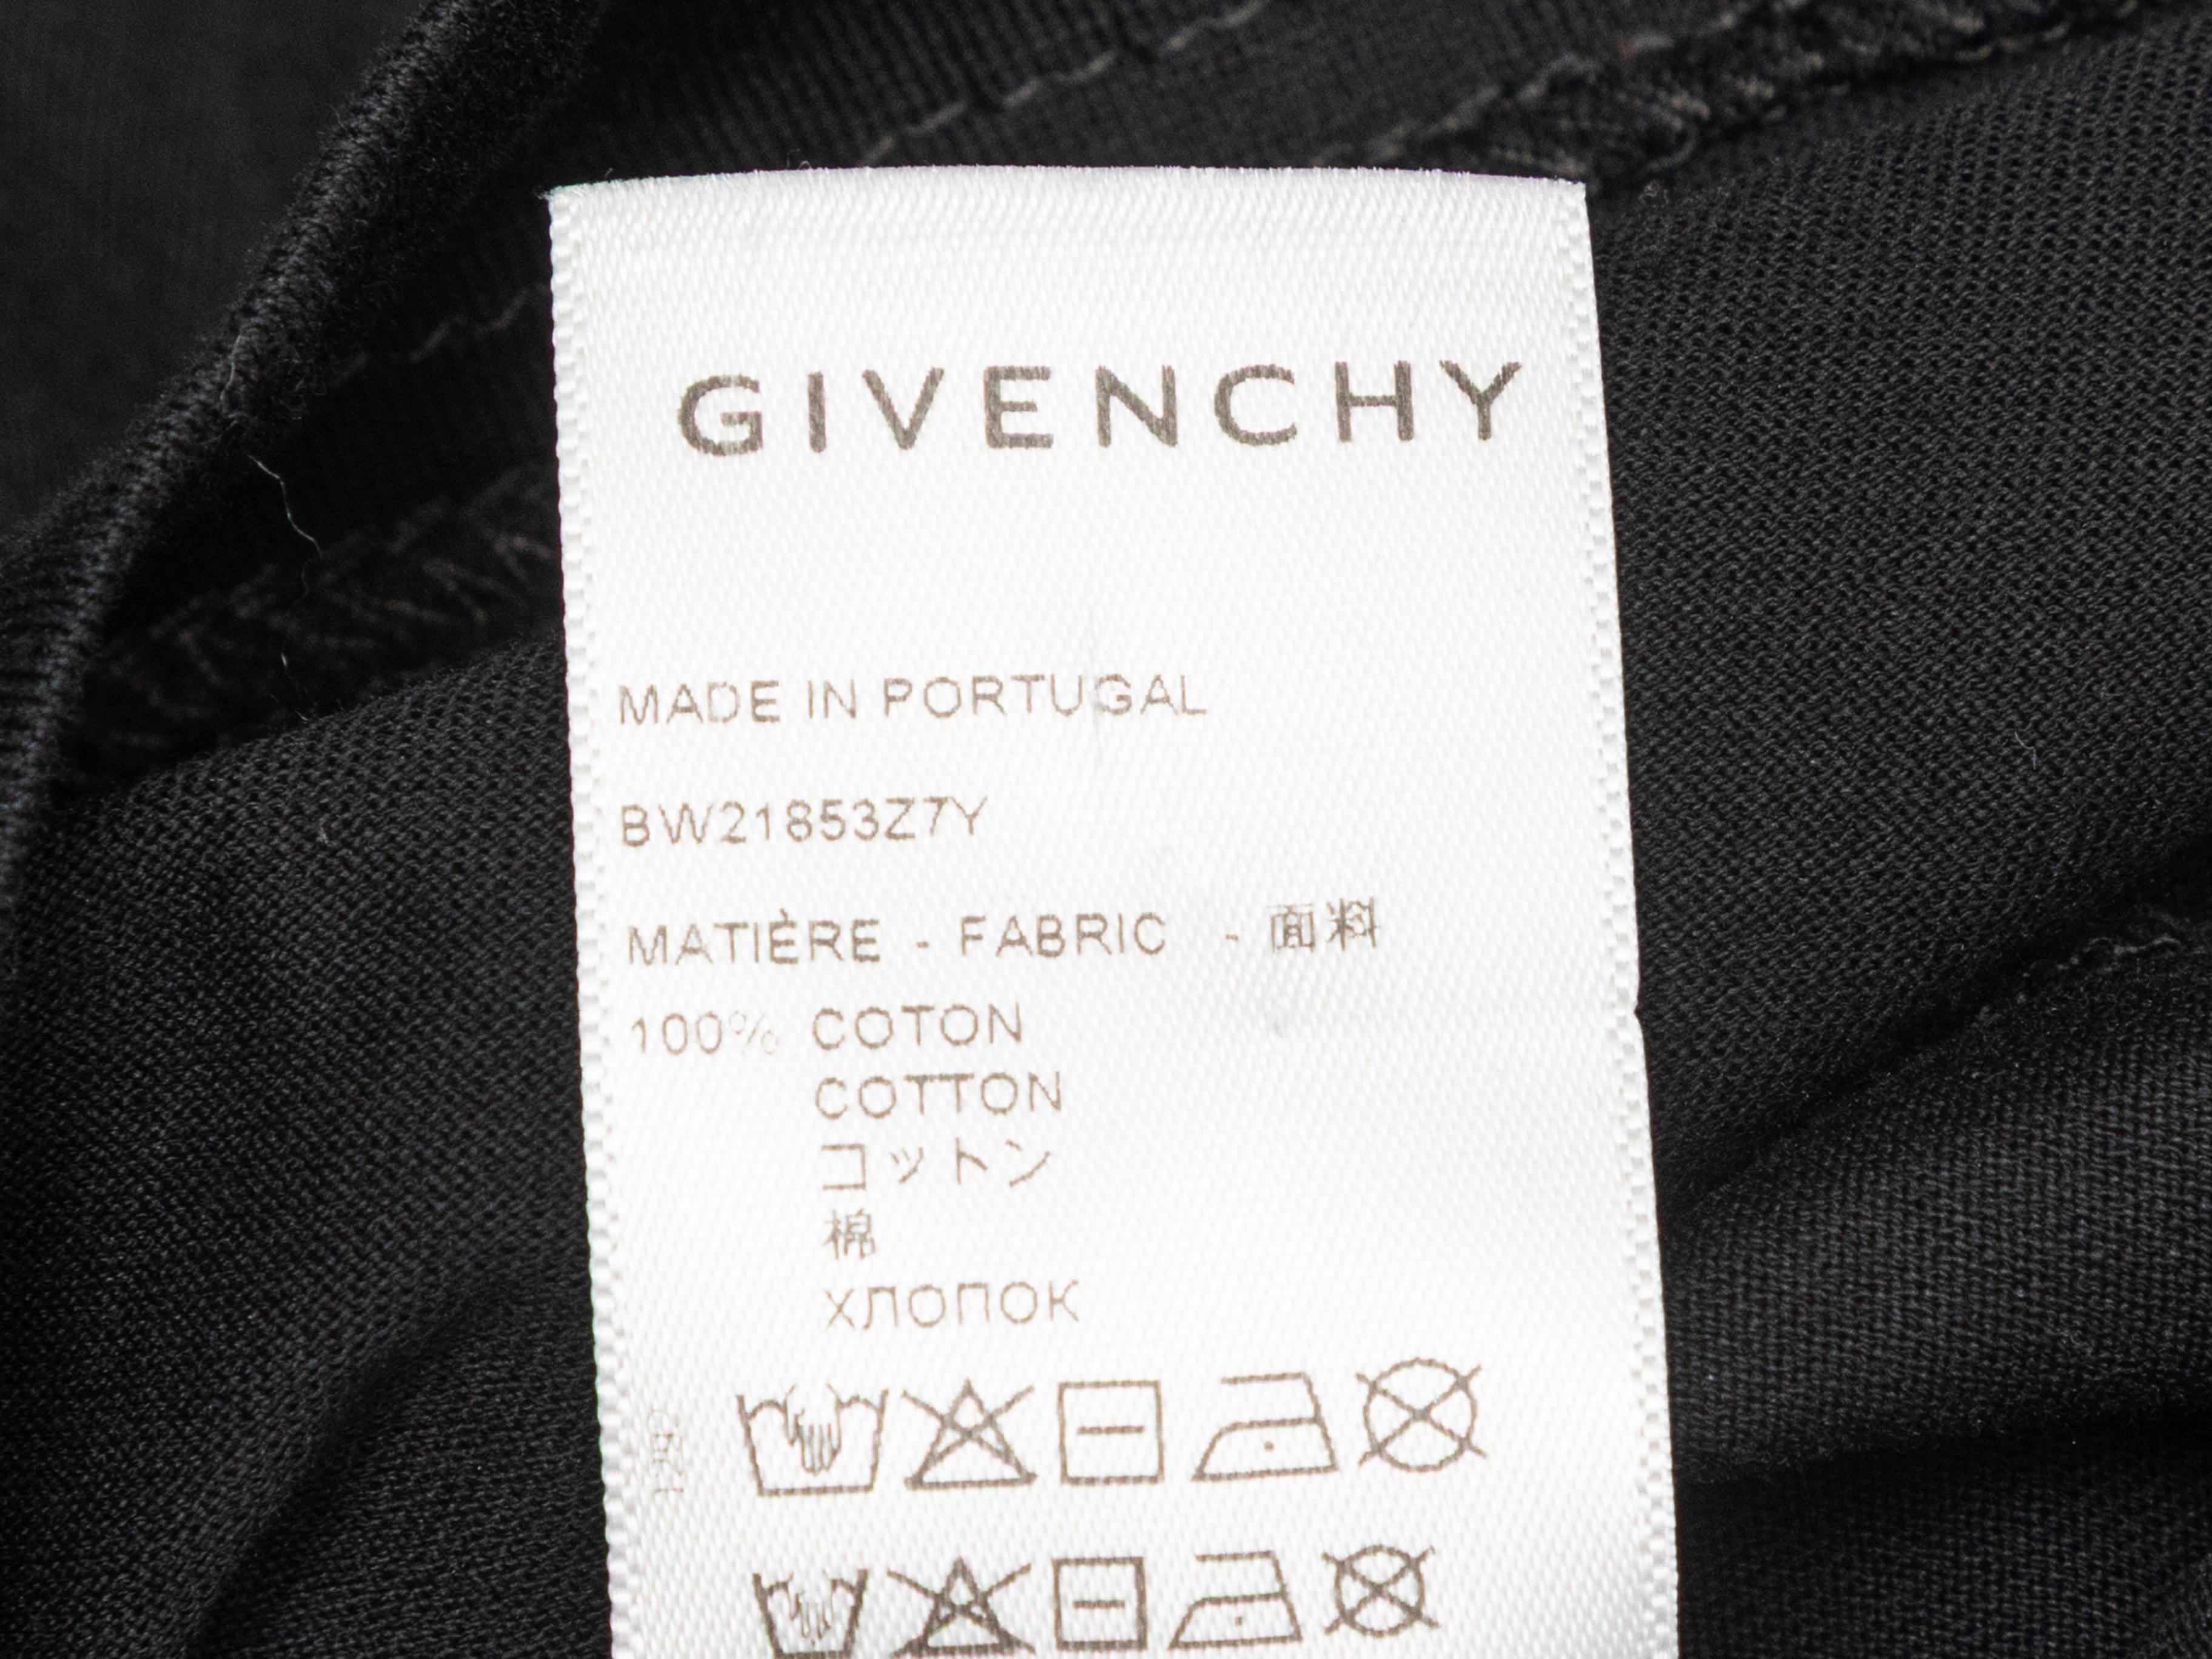 GIVENCHY
MADE IN PORTUGAL
BW21853Z7Y
MATIÈRE - FABRIC - 面料
100% COTON
COTTON
コットン
棉
ХЛОПОК